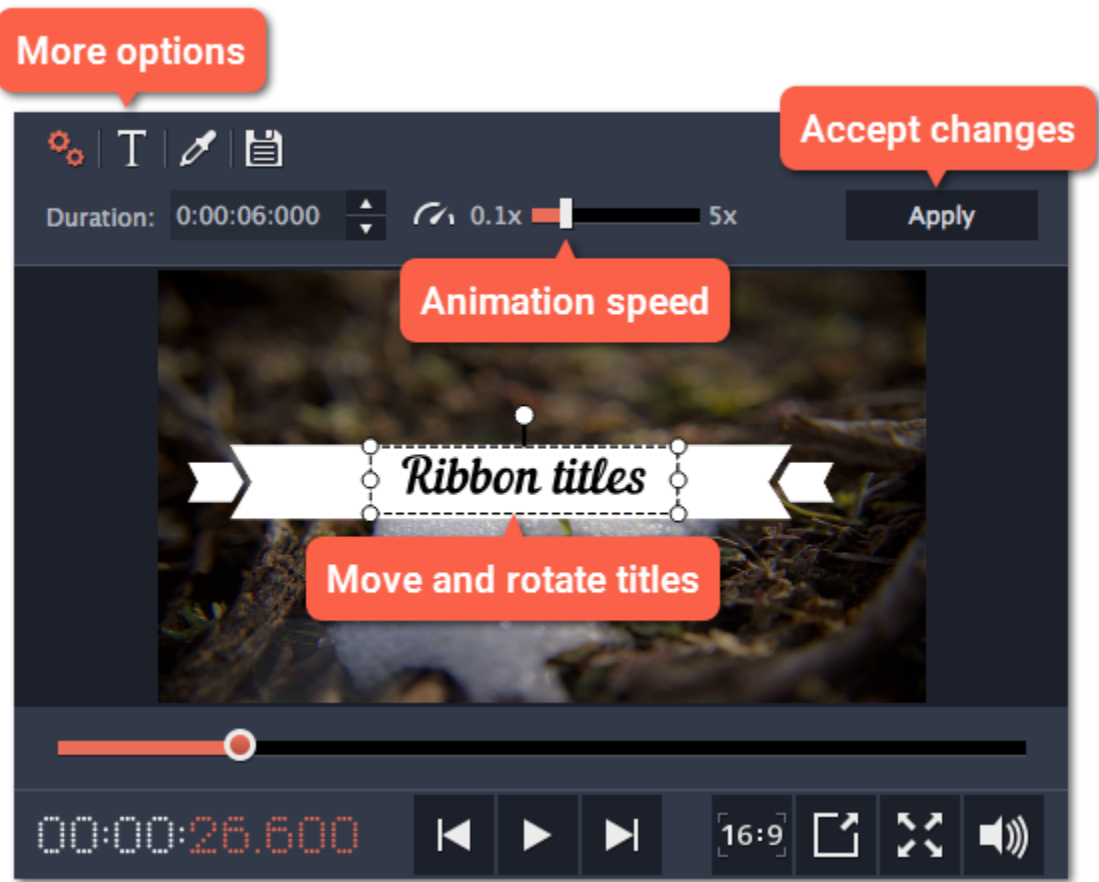 More options
Accept changes
T
Duration: 0:00:06:000 0.1x 5x Apply
Animation speed
Ribbon titles
Move and rotate titles
00:00:26.600 16:9